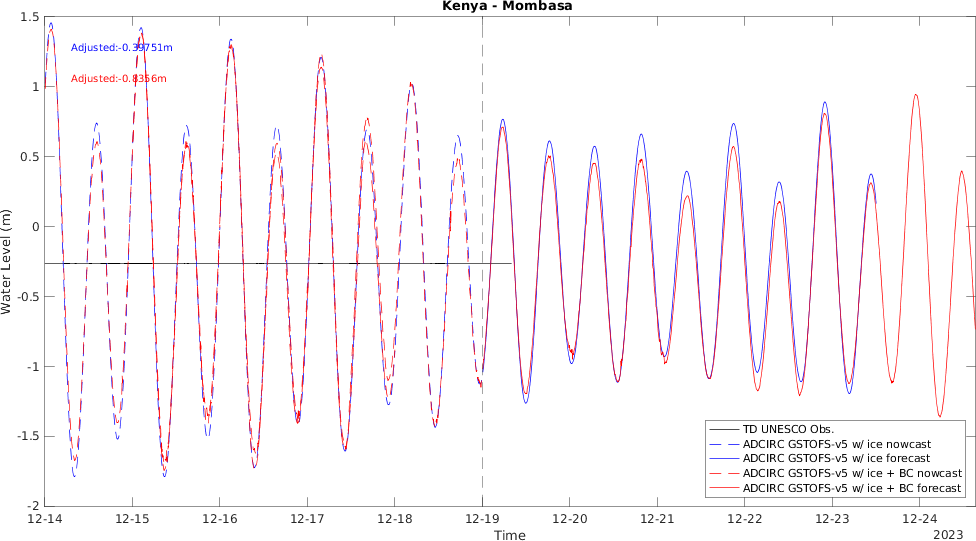 Kenya - Mombasa
1.5
1
0.5
0
-0.5
-1
-1.5
-2
Water Level (m)
Adjusted:-0.39751m
Adjusted:-0.8356m
TD UNESCO Obs.
ADCIRC GSTOFS-v5 w/ ice nowcast
ADCIRC GSTOFS-v5 w/ ice forecast
ADCIRC GSTOFS-v5 w/ ice + BC nowcast
ADCIRC GSTOFS-v5 w/ ice + BC forecast
12-14 12-15 12-16 12-17 12-18 12-19 12-20 12-21 12-22 12-23 12-24
Time
2023